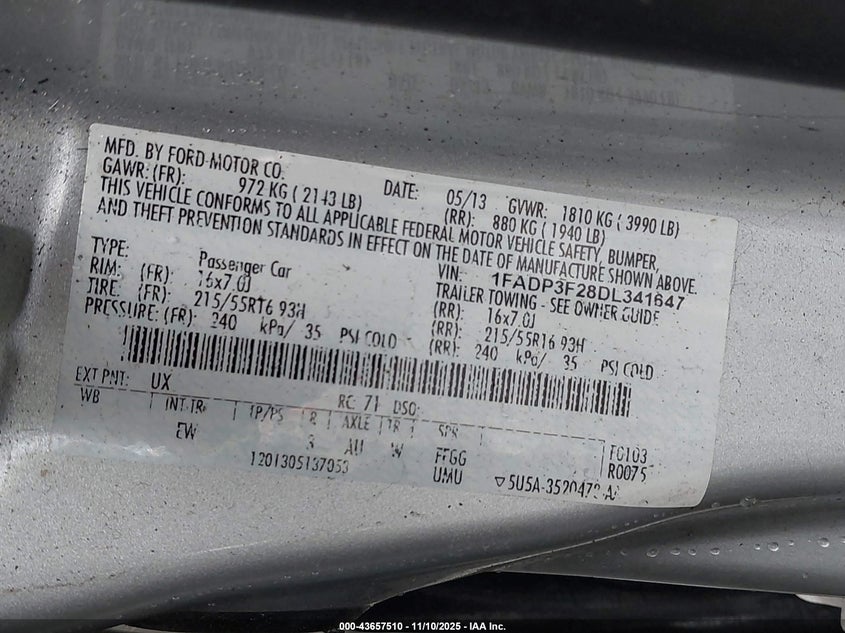 MFD. BY FORD MOTOR CO. DATE: 05/13 GVWR: 1810 KG ( 3990 LB)
GAWR: (FR): 972 KG ( 2143 LB) (RR): 880 KG ( 1940 LB)
THIS VEHICLE CONFORMS TO ALL APPLICABLE FEDERAL MOTOR VEHICLE SAFETY, BUMPER,
AND THEFT PREVENTION STANDARDS IN EFFECT ON THE DATE OF MANUFACTURE SHOWN ABOVE.
VIN: 1FADP3F28DL341647
TYPE: Passenger Car TRAILER TOWING - SEE OWNER GUIDE
RIM: (FR): 16x7.0J (RR): 16x7.0J
TIRE: (FR): 215/55R16 93H (RR): 215/55R16 93H
PRESSURE: (FR): 240 kPa/ 35 PSI COLD (RR): 240 kPa/ 35 PSI COLD
EXT PNT: UX RC: 71 DSO:
WB INT TR TP/PS R AXLE TR SPR
EW AU W FFGG F0103
1201305137053 UMU R0075
000-43657510 - 11/10/2025 - IAA Inc.